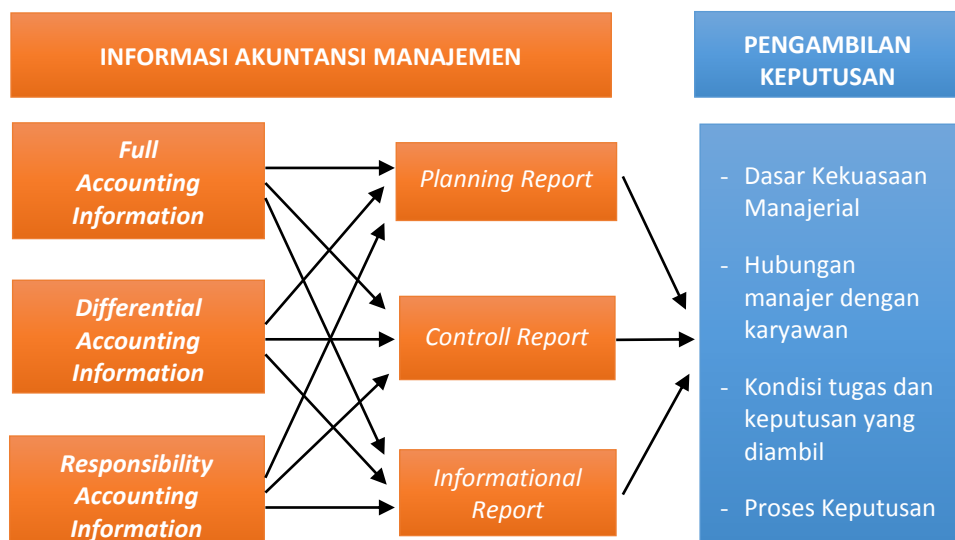 INFORMASI AKUNTANSI MANAJEMEN
PENGAMBILAN
KEPUTUSAN
Full
Accounting
Information
Differential
Accounting
Information
Responsibility
Accounting
Information
Planning Report
Controll Report
Informational
Report
- Dasar Kekuasaan
Manajerial
- Hubungan
manajer dengan
karyawan
- Kondisi tugas dan
keputusan yang
diambil
- Proses Keputusan